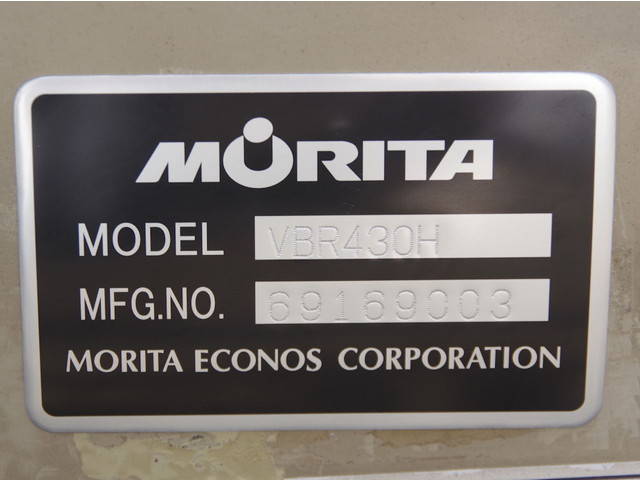 MORITA
MODEL VBR430H
MFG.NO. 69169003
MORITA ECONOS CORPORATION